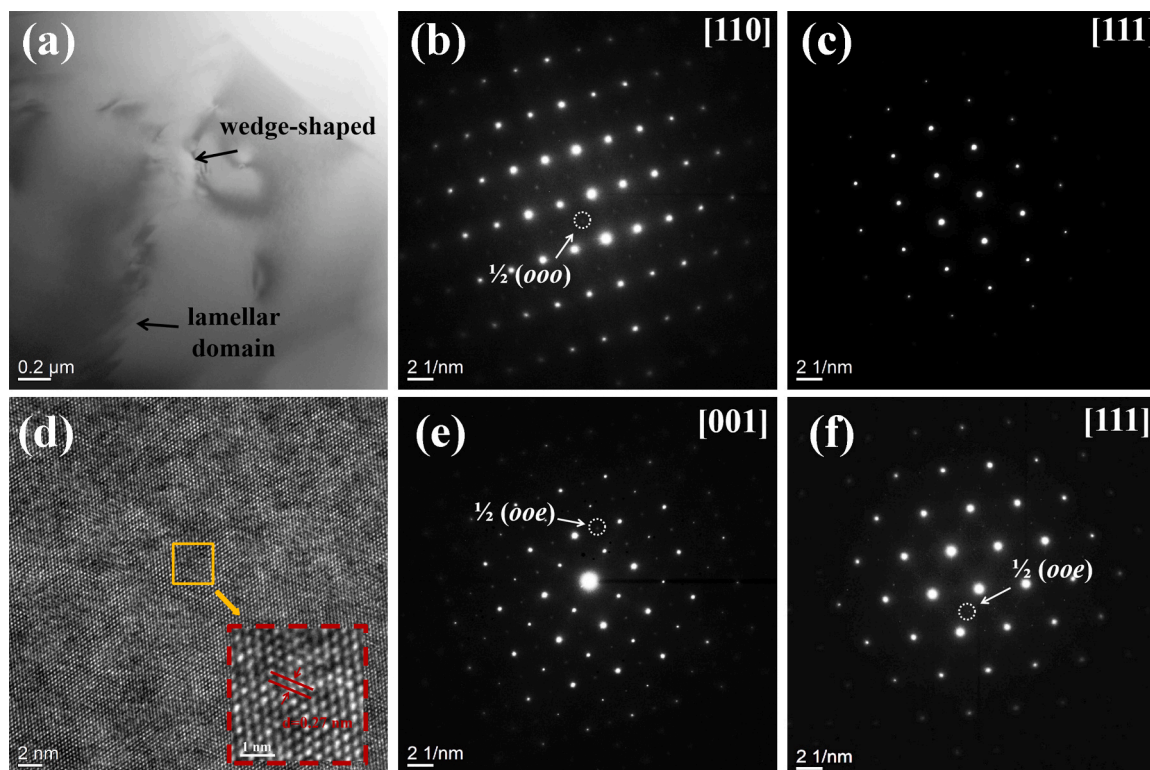 (a)
wedge-shaped
lamellar
domain
0.2 µm
(b)
[110]
½ (ooo)
2 1/nm
(c)
[111]
2 1/nm
(d)
d=0.27 nm
1 nm
2 nm
(e)
[001]
½ (ooe)
2 1/nm
(f)
[111]
½ (ooe)
2 1/nm